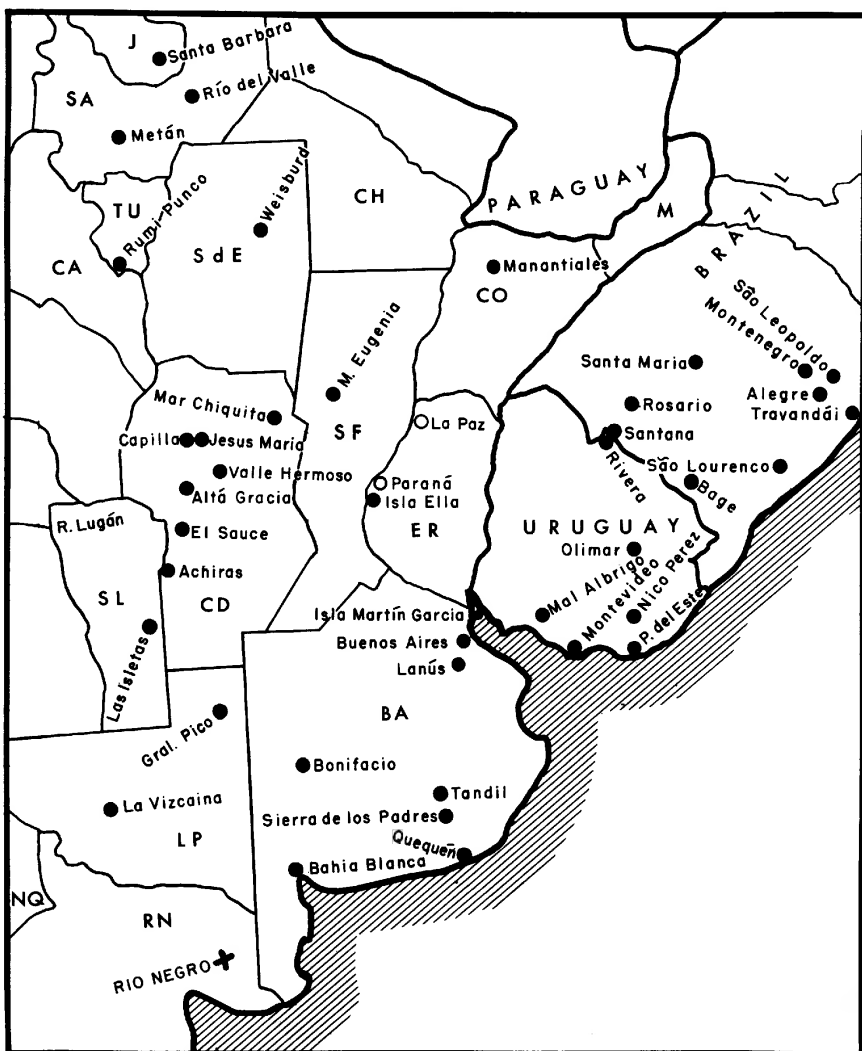 J
Santa Barbara
SA
Río del Valle
Metán
TU
Rumi-Punco
Weisburd
CH
PARAGUAY
M
BRAZIL
CA
SdE
Manantiales
CO
São Leopoldo
Montenegro
M. Eugenia
Santa Maria
Alegre
Travandái
Mar Chiquita
Rosario
La Paz
SF
Capilla
Jesus Maria
Santana
Rivera
Valle Hermoso
São Lourenco
Bage
Altá Gracia
Paraná
Isla Ella
R. Lugán
El Sauce
ER
URUGUAY
Olimar
Achiras
SL
CD
Mal Albrigo
Montevideo
Nico Perez
P. del Este
Isla Martín Garcia
Las Isletas
Buenos Aires
Lanús
Gral. Pico
BA
Bonifacio
La Vizcaina
Tandil
LP
Sierra de los Padres
Quequeñ
Bahia Blanca
NQ
RN
RIO NEGRO